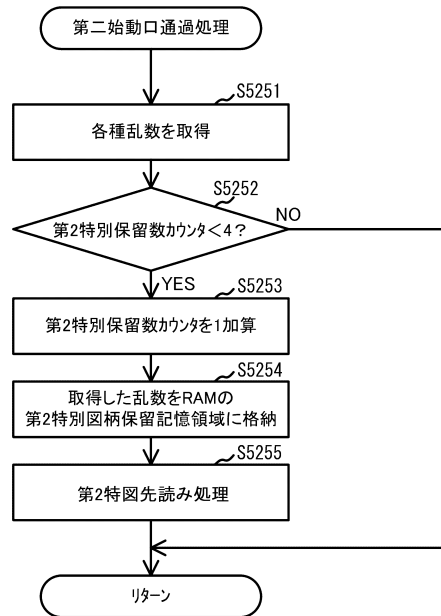 第二始動口通過処理
S5251
各種乱数を取得
S5252
第2特別保留数カウンタ<4?
NO
YES
S5253
第2特別保留数カウンタを1加算
S5254
取得した乱数をRAMの
第2特別図柄保留記憶領域に格納
S5255
第2特図先読み処理
リターン